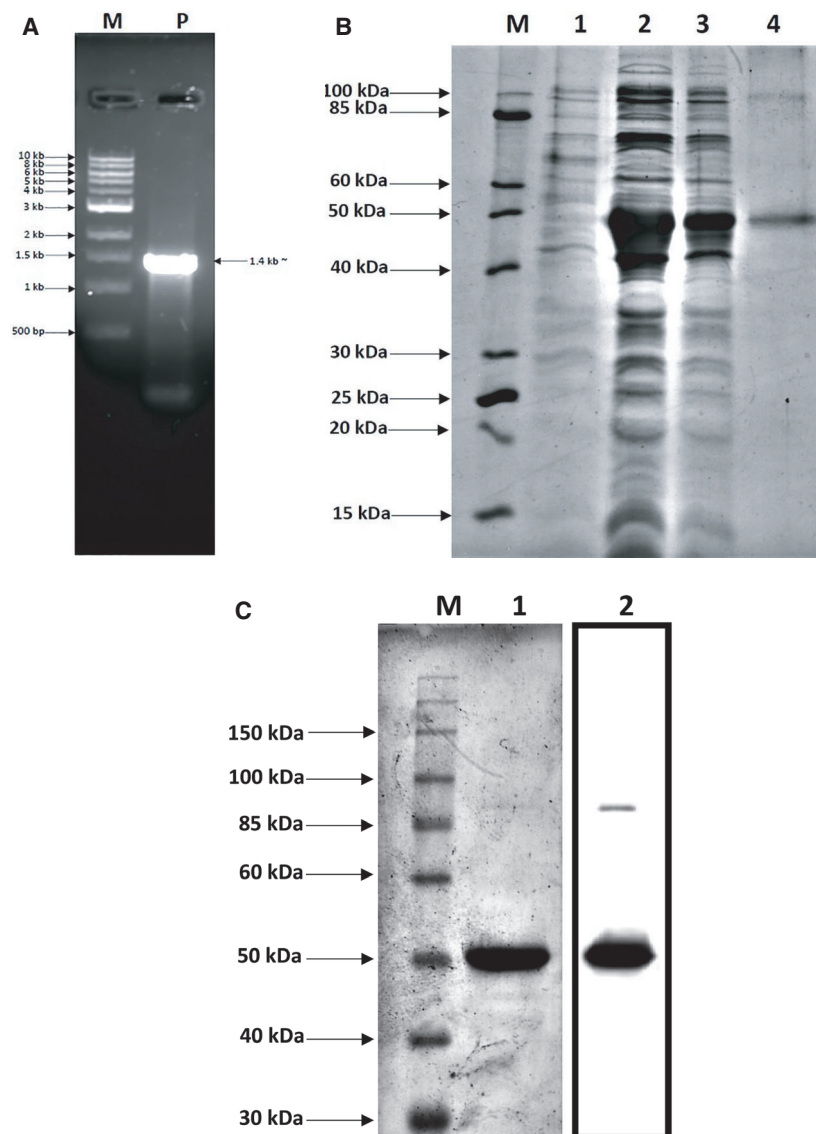 A
M P
10 kb
8 kb
6 kb
5 kb
4 kb
3 kb
2 kb
1.5 kb
1.4 kb ~
1 kb
500 bp
B
M 1 2 3 4
100 kDa
85 kDa
60 kDa
50 kDa
40 kDa
30 kDa
25 kDa
20 kDa
15 kDa
C
M 1 2
150 kDa
100 kDa
85 kDa
60 kDa
50 kDa
40 kDa
30 kDa